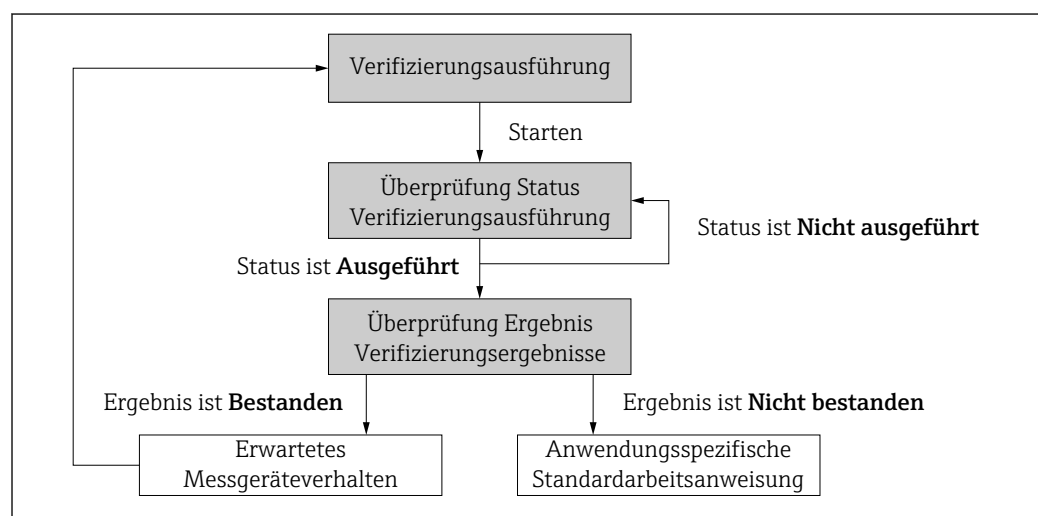 Verifizierungsausführung
Starten
Überprüfung Status
Verifizierungsausführung
Status ist Nicht ausgeführt
Status ist Ausgeführt
Überprüfung Ergebnis
Verifizierungsergebnisse
Ergebnis ist Bestanden
Ergebnis ist Nicht bestanden
Erwartetes
Messgeräteverhalten
Anwendungsspezifische
Standardarbeitsanweisung